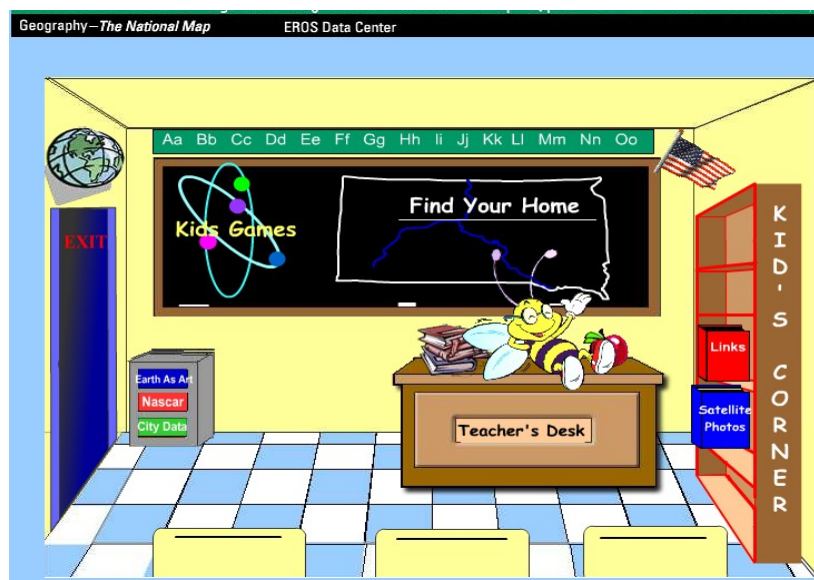 Geography—The National Map
EROS Data Center
Aa Bb Cc Dd Ee Ff Gg Hh Ii Jj Kk Ll Mm Nn Oo
Kids Games
Find Your Home
EXIT
KID'S CORNER
Links
Earth As Art
Nascar
City Data
Satellite
Photos
Teacher's Desk